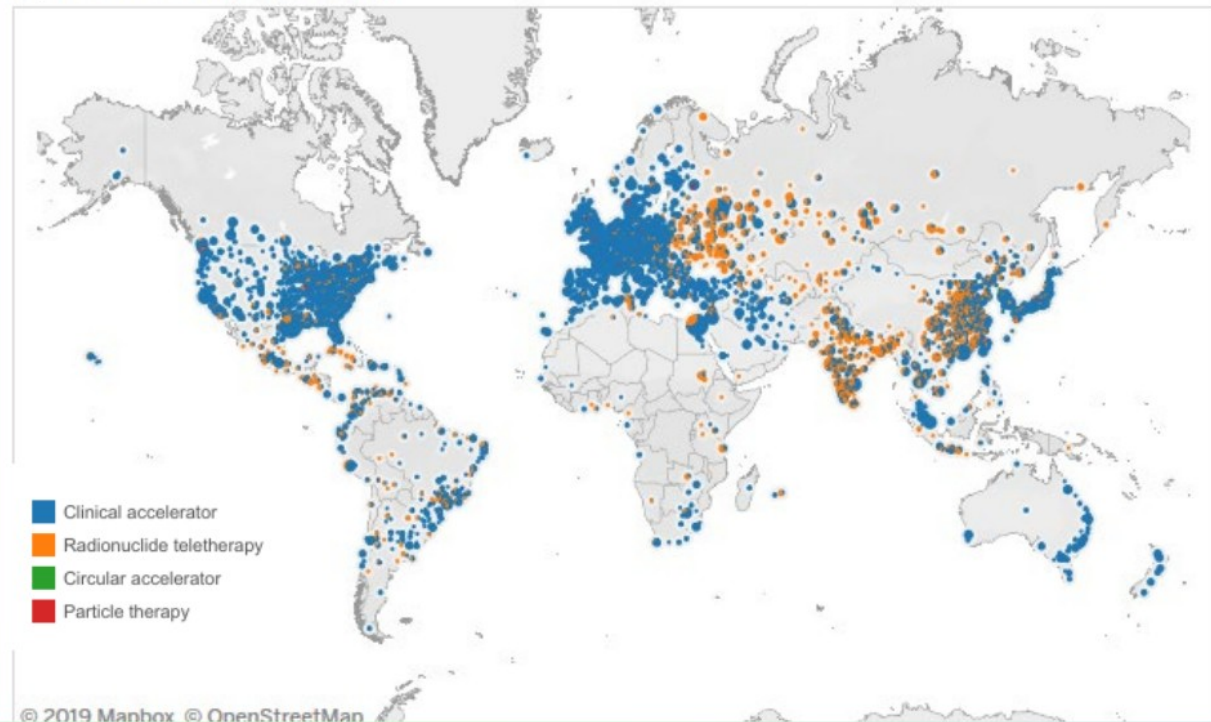 Clinical accelerator
Radionuclide teletherapy
Circular accelerator
Particle therapy
© 2019 Mapbox © OpenStreetMap